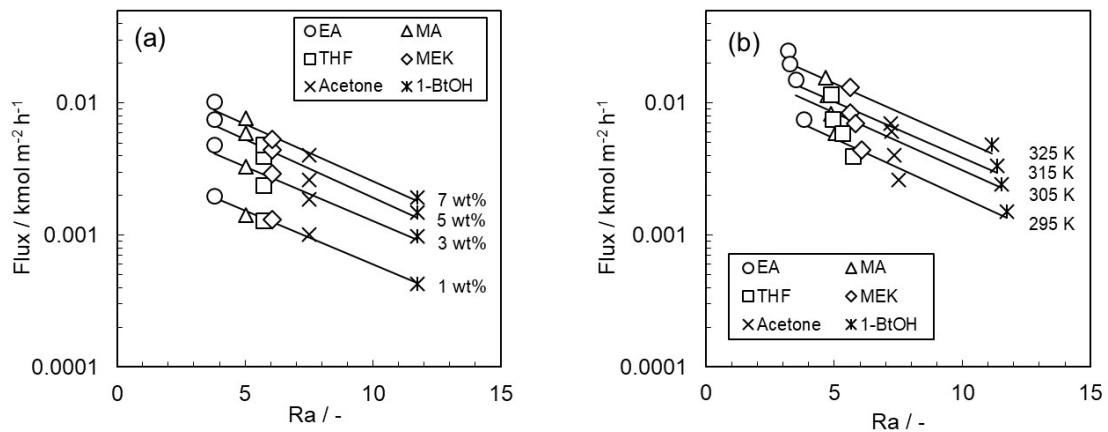 (a)
EA MA
THF MEK
Acetone 1-BtOH
0.01
0.001
0.0001
Flux / kmol m⁻² h⁻¹
7 wt%
5 wt%
3 wt%
1 wt%
0 5 10 15
Ra / -
(b)
0.01
0.001
0.0001
Flux / kmol m⁻² h⁻¹
325 K
315 K
305 K
295 K
EA MA
THF MEK
Acetone 1-BtOH
0 5 10 15
Ra / -